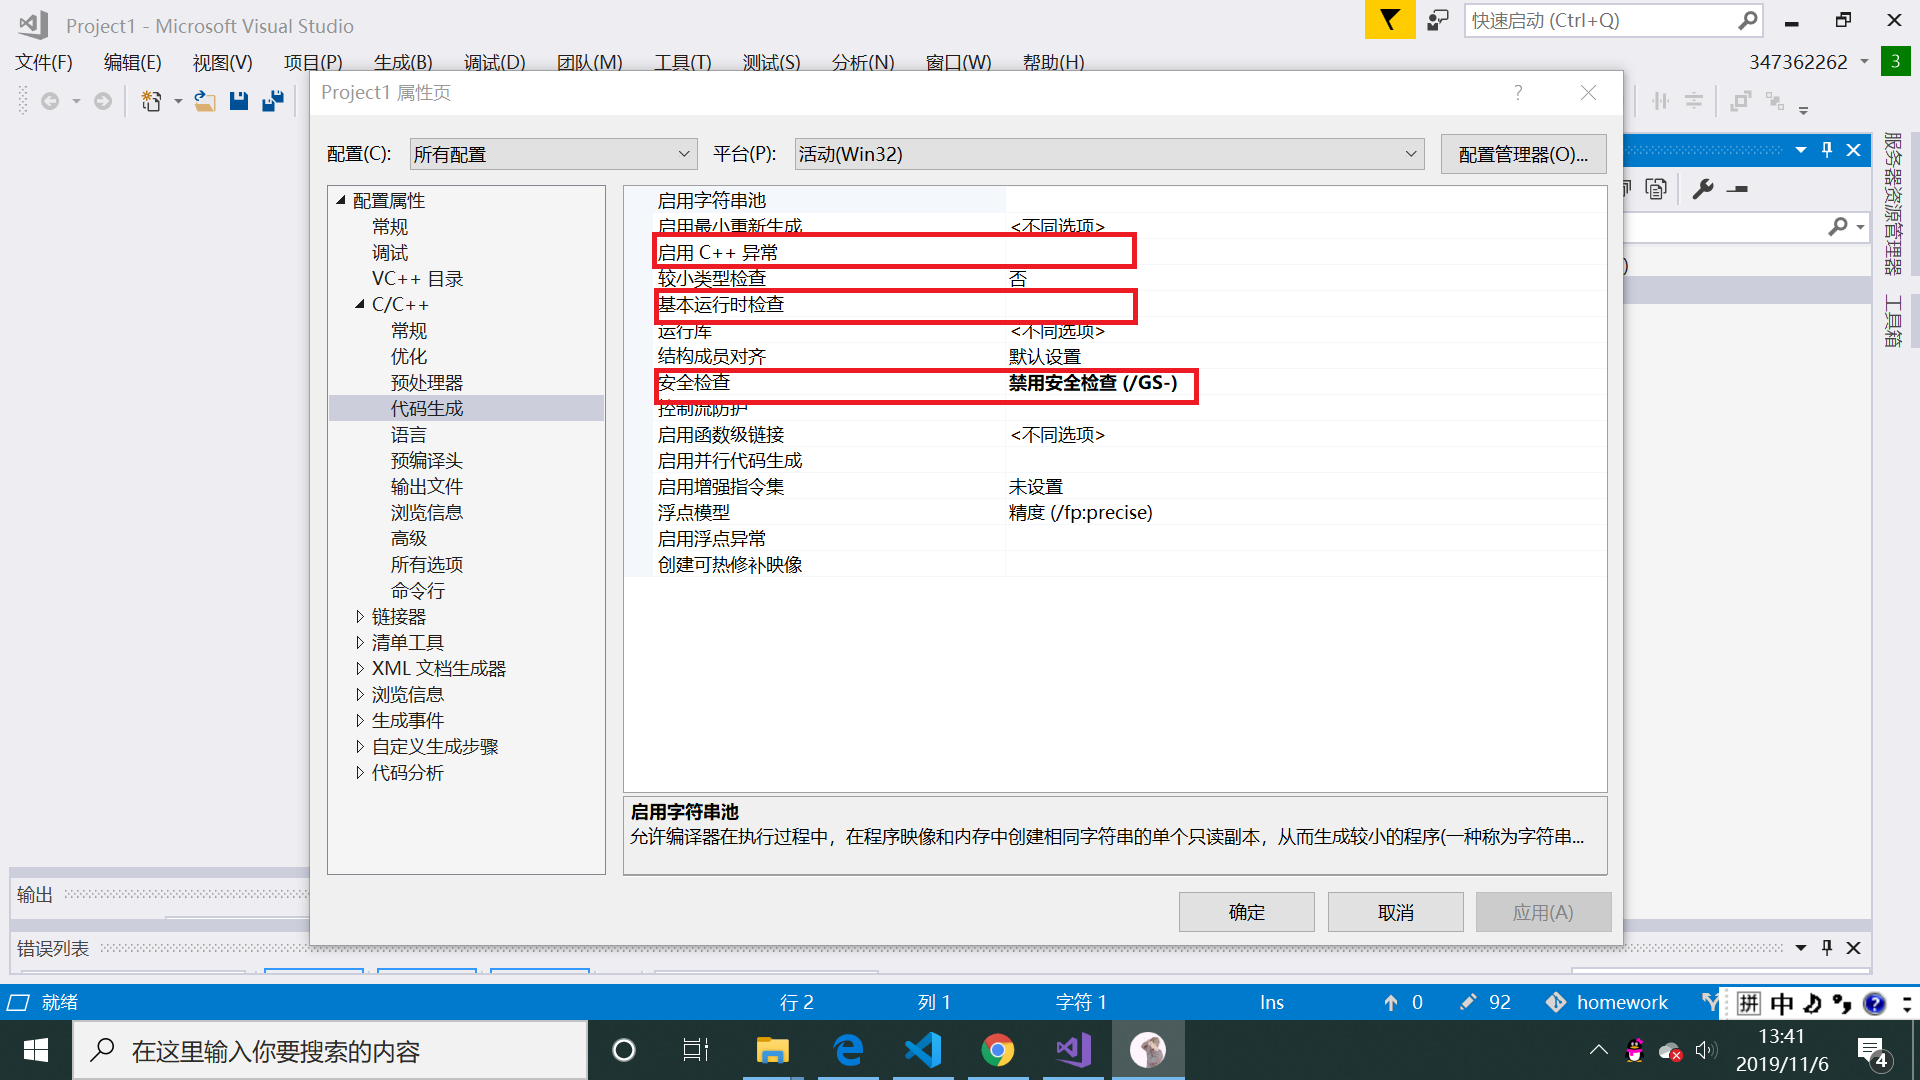 Project1 - Microsoft Visual Studio
快速启动 (Ctrl+Q)
文件(F) 编辑(E) 视图(V) 项目(P) 生成(B) 调试(D) 团队(M) 工具(T) 测试(S) 分析(N) 窗口(W) 帮助(H)
347362262
3
Project1 属性页
?
配置(C):
所有配置
平台(P):
活动(Win32)
配置管理器(O)...
配置属性
常规
调试
VC++ 目录
C/C++
常规
优化
预处理器
代码生成
语言
预编译头
输出文件
浏览信息
高级
所有选项
命令行
链接器
清单工具
XML 文档生成器
浏览信息
生成事件
自定义生成步骤
代码分析
启用字符串池
启用最小重新生成 <不同选项>
启用 C++ 异常
较小类型检查 否
基本运行时检查
运行库 <不同选项>
结构成员对齐 默认设置
安全检查 禁用安全检查 (/GS-)
控制流防护
启用函数级链接 <不同选项>
启用并行代码生成
启用增强指令集 未设置
浮点模型 精度 (/fp:precise)
启用浮点异常
创建可热修补映像
启用字符串池
允许编译器在执行过程中，在程序映像和内存中创建相同字符串的单个只读副本，从而生成较小的程序(一种称为字符串...
确定
取消
应用(A)
)
服务器资源管理器
工具箱
输出
错误列表
就绪
行 2
列 1
字符 1
Ins
0
92
homework
拼 中 ?
在这里输入你要搜索的内容
13:41
2019/11/6
4